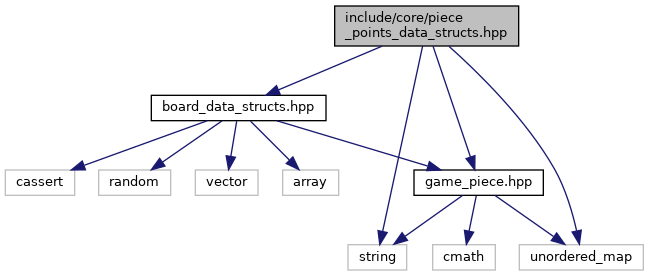 include/core/piece
_points_data_structs.hpp
board_data_structs.hpp
cassert
random
vector
array
game_piece.hpp
string
cmath
unordered_map